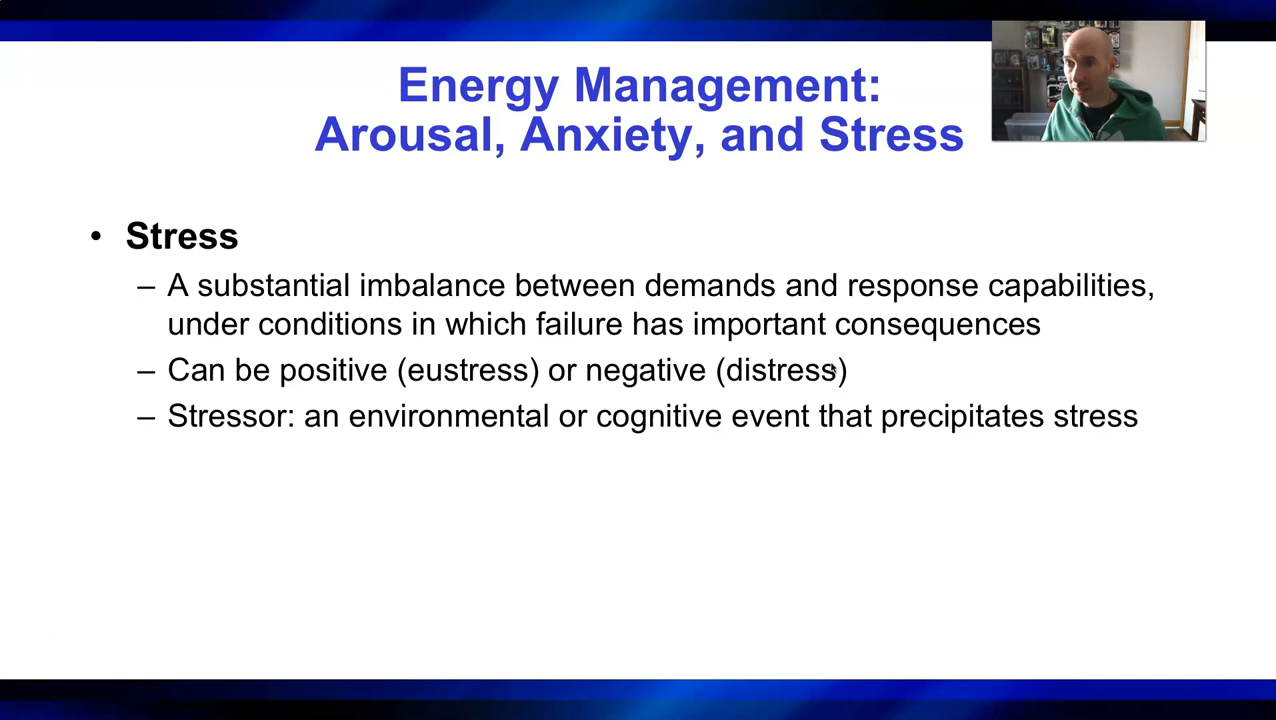 Energy Management:
Arousal, Anxiety, and Stress
• Stress
– A substantial imbalance between demands and response capabilities,
under conditions in which failure has important consequences
– Can be positive (eustress) or negative (distress)
– Stressor: an environmental or cognitive event that precipitates stress